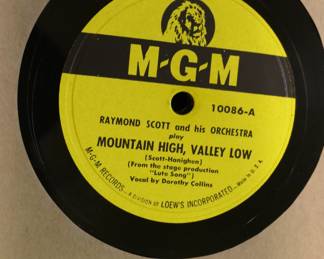 M-G-M
10086-A
RAYMOND SCOTT and his ORCHESTRA
play
MOUNTAIN HIGH, VALLEY LOW
(Scott-Hanighen)
(From the stage production
"Lute Song")
Vocal by Dorothy Collins
M-G-M RECORDS— A DIVISION OF LOEW'S INCORPORATED— Made in U. S. A.